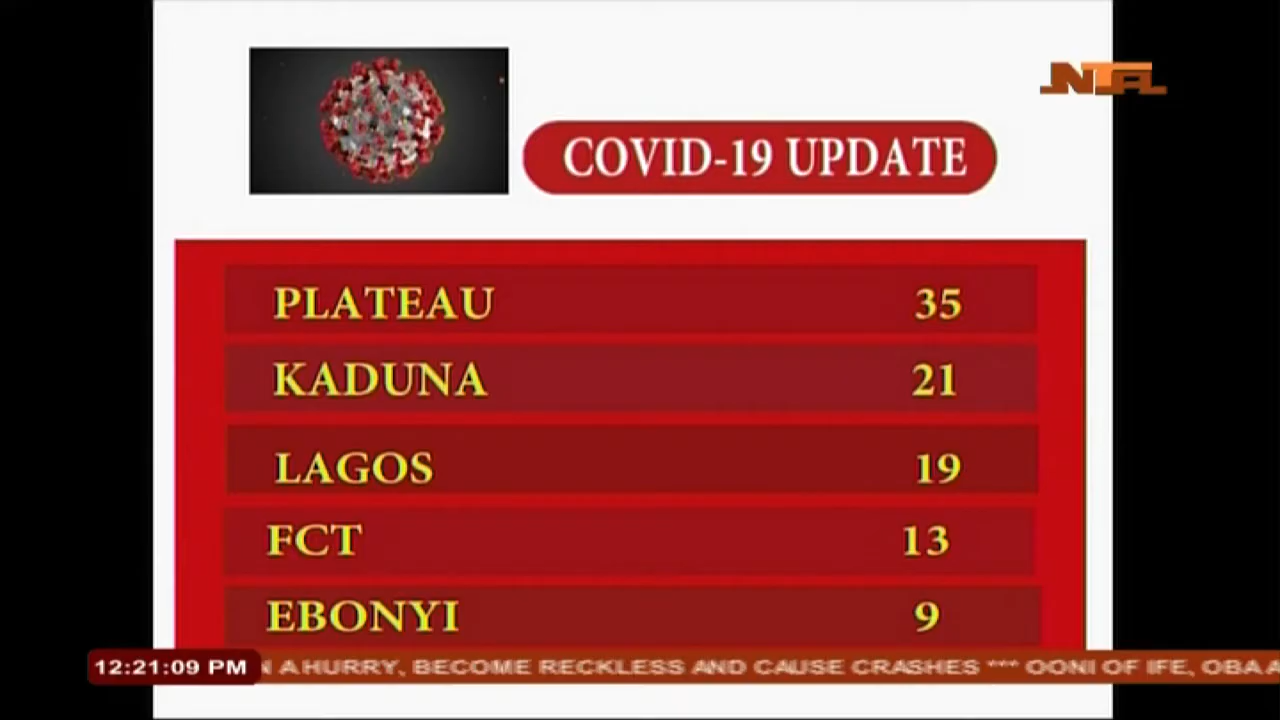 NTA
COVID-19 UPDATE
PLATEAU 35
KADUNA 21
LAGOS 19
FCT 13
EBONYI 9
12:21:09 PM A HURRY, BECOME RECKLESS AND CAUSE CRASHES *** OONI OF IFE, OBA